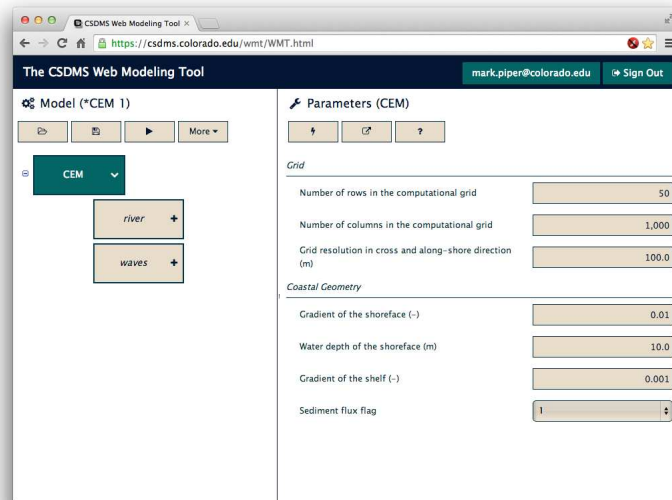 CSDMS Web Modeling Tool
https://csdms.colorado.edu/wmt/WMT.html
The CSDMS Web Modeling Tool
mark.piper@colorado.edu
Sign Out
Model (*CEM 1)
More
CEM
river +
waves +
Parameters (CEM)
?
Grid
Number of rows in the computational grid 50
Number of columns in the computational grid 1,000
Grid resolution in cross and along-shore direction
(m) 100.0
Coastal Geometry
Gradient of the shoreface (-) 0.01
Water depth of the shoreface (m) 10.0
Gradient of the shelf (-) 0.001
Sediment flux flag 1